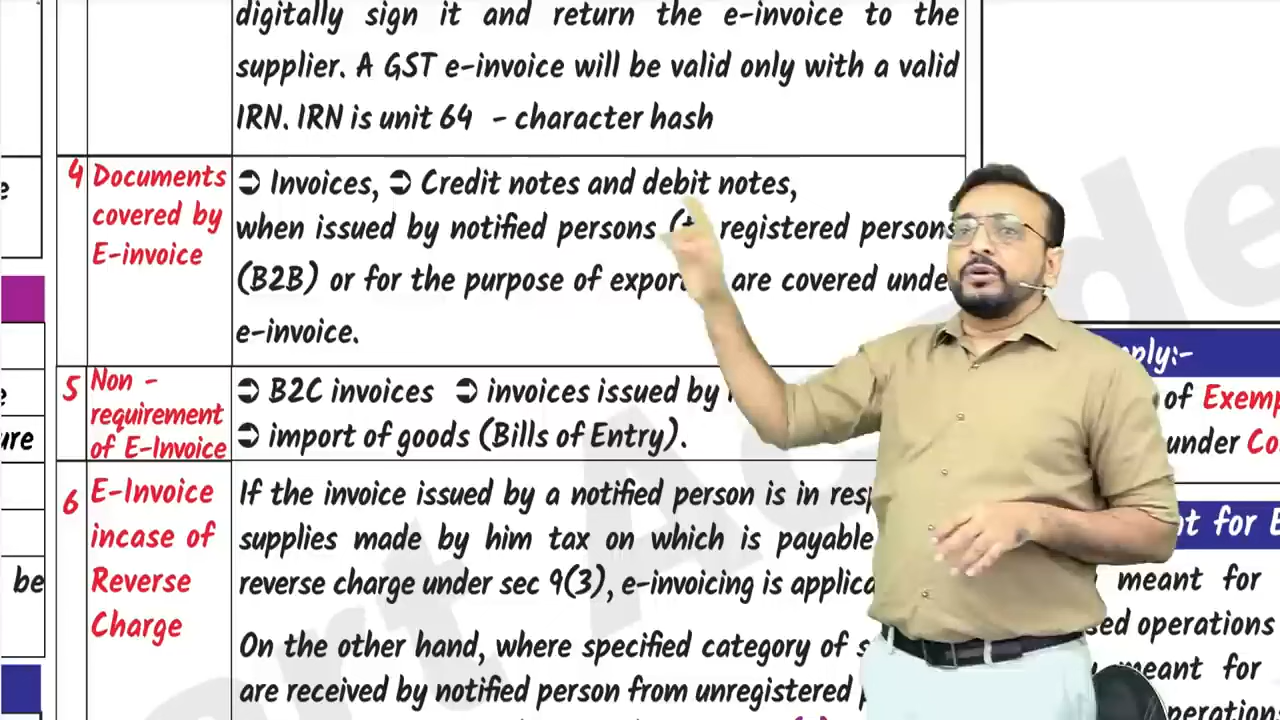 digitally sign it and return the e-invoice to the
supplier. A GST e-invoice will be valid only with a valid
IRN. IRN is unit 64 - character hash
4 Documents covered by E-invoice
➲ Invoices, ➲ Credit notes and debit notes,
when issued by notified persons registered persons
(B2B) or for the purpose of are covered
e-invoice.
5 Non - requirement of E-Invoice
➲ B2C invoices ➲ invoices issued by
➲ import of goods (Bills of Entry).
6 E-Invoice incase of Reverse Charge
If the invoice issued by a notified person is in
supplies made by him tax on which is payable
reverse charge under sec 9(3), e-invoicing is
On the other hand, where specified category of
are received by notified person from unregistered
be
of
under
for
meant for
operations
meant for